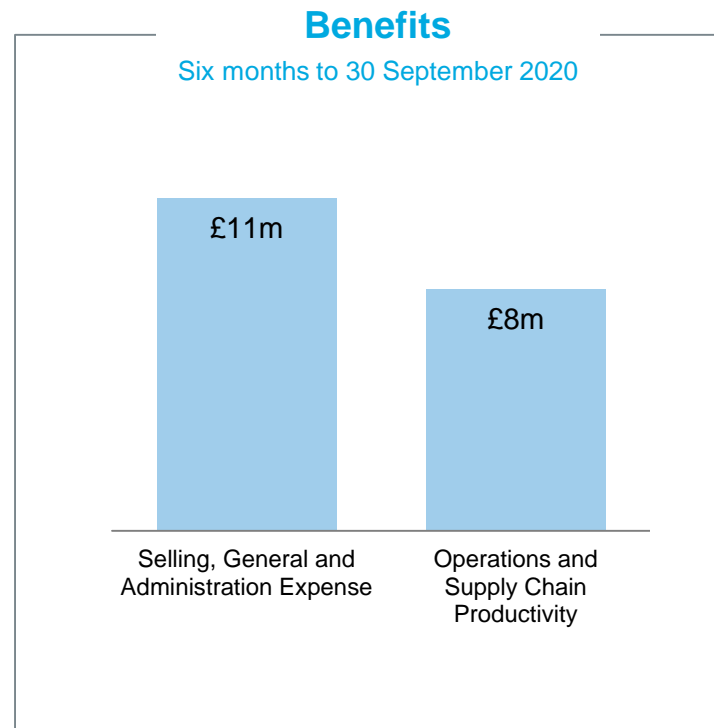 Benefits
Six months to 30 September 2020
£11m
£8m
Selling, General and
Administration Expense
Operations and
Supply Chain
Productivity